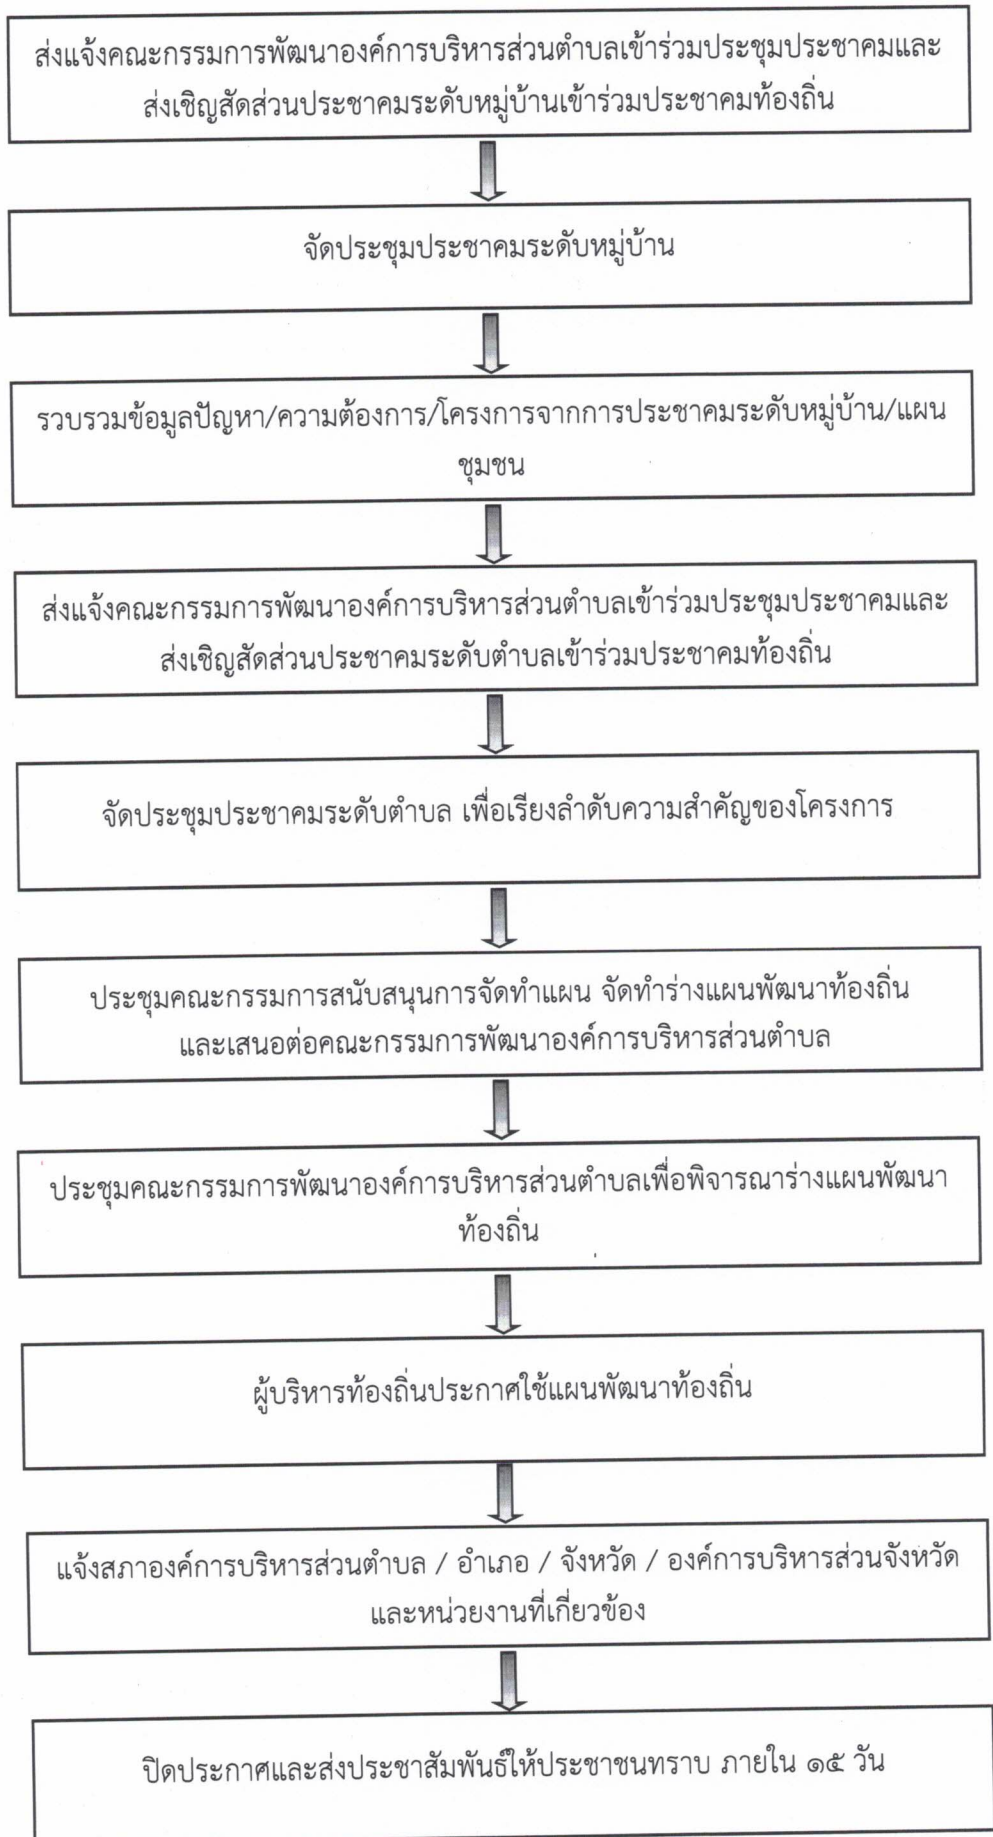 ส่งแจ้งคณะกรรมการพัฒนาองค์การบริหารส่วนตำบลเข้าร่วมประชุมประชาคมและ
ส่งเชิญสัดส่วนประชาคมระดับหมู่บ้านเข้าร่วมประชาคมท้องถิ่น
จัดประชุมประชาคมระดับหมู่บ้าน
รวบรวมข้อมูลปัญหา/ความต้องการ/โครงการจากการประชาคมระดับหมู่บ้าน/แผน
ชุมชน
ส่งแจ้งคณะกรรมการพัฒนาองค์การบริหารส่วนตำบลเข้าร่วมประชุมประชาคมและ
ส่งเชิญสัดส่วนประชาคมระดับตำบลเข้าร่วมประชาคมท้องถิ่น
จัดประชุมประชาคมระดับตำบล เพื่อเรียงลำดับความสำคัญของโครงการ
ประชุมคณะกรรมการสนับสนุนการจัดทำแผน จัดทำร่างแผนพัฒนาท้องถิ่น
และเสนอต่อคณะกรรมการพัฒนาองค์การบริหารส่วนตำบล
ประชุมคณะกรรมการพัฒนาองค์การบริหารส่วนตำบลเพื่อพิจารณาร่างแผนพัฒนา
ท้องถิ่น
ผู้บริหารท้องถิ่นประกาศใช้แผนพัฒนาท้องถิ่น
แจ้งสภาองค์การบริหารส่วนตำบล / อำเภอ / จังหวัด / องค์การบริหารส่วนจังหวัด
และหน่วยงานที่เกี่ยวข้อง
ปิดประกาศและส่งประชาสัมพันธ์ให้ประชาชนทราบ ภายใน ๑๕ วัน